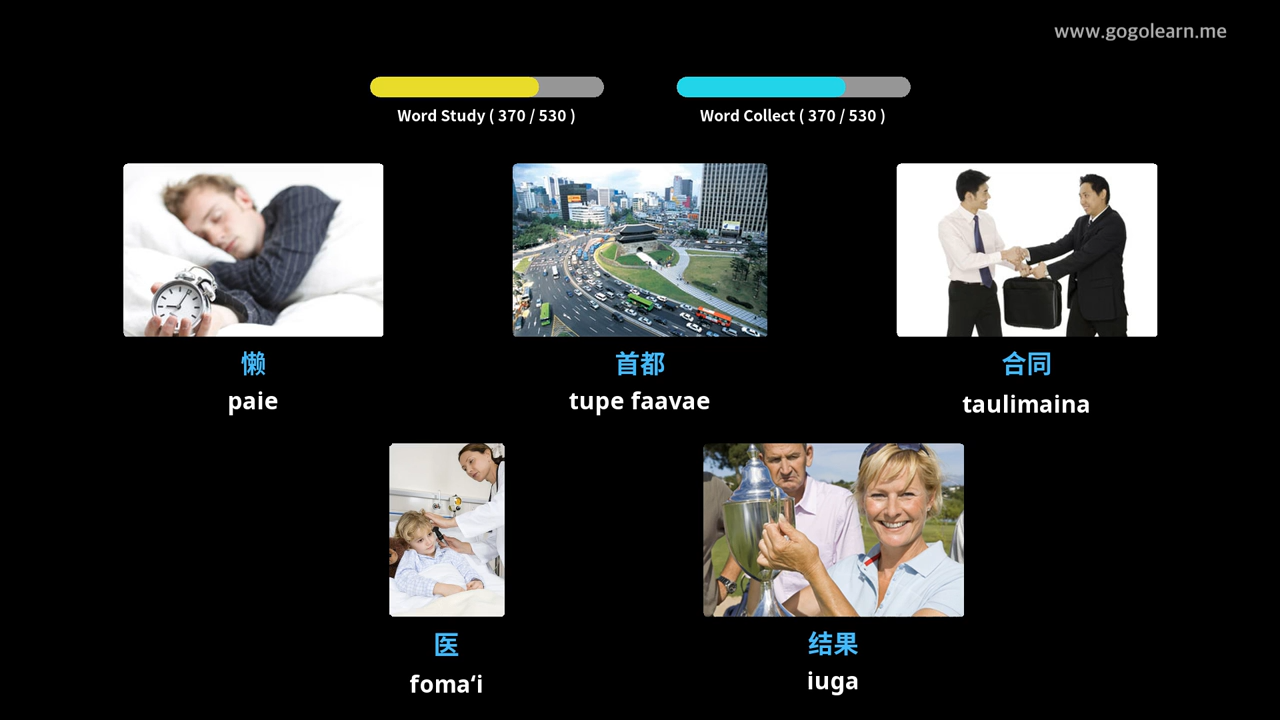 www.gogolearn.me
Word Study ( 370 / 530 )
Word Collect ( 370 / 530 )
懒
paie
首都
tupe faavae
合同
taulimaina
医
foma‘i
结果
iuga